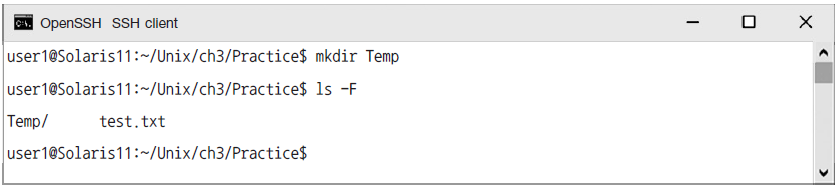 OpenSSH SSH client
user1@Solaris11:~/Unix/ch3/Practice$ mkdir Temp
user1@Solaris11:~/Unix/ch3/Practice$ ls -F
Temp/ test.txt
user1@Solaris11:~/Unix/ch3/Practice$